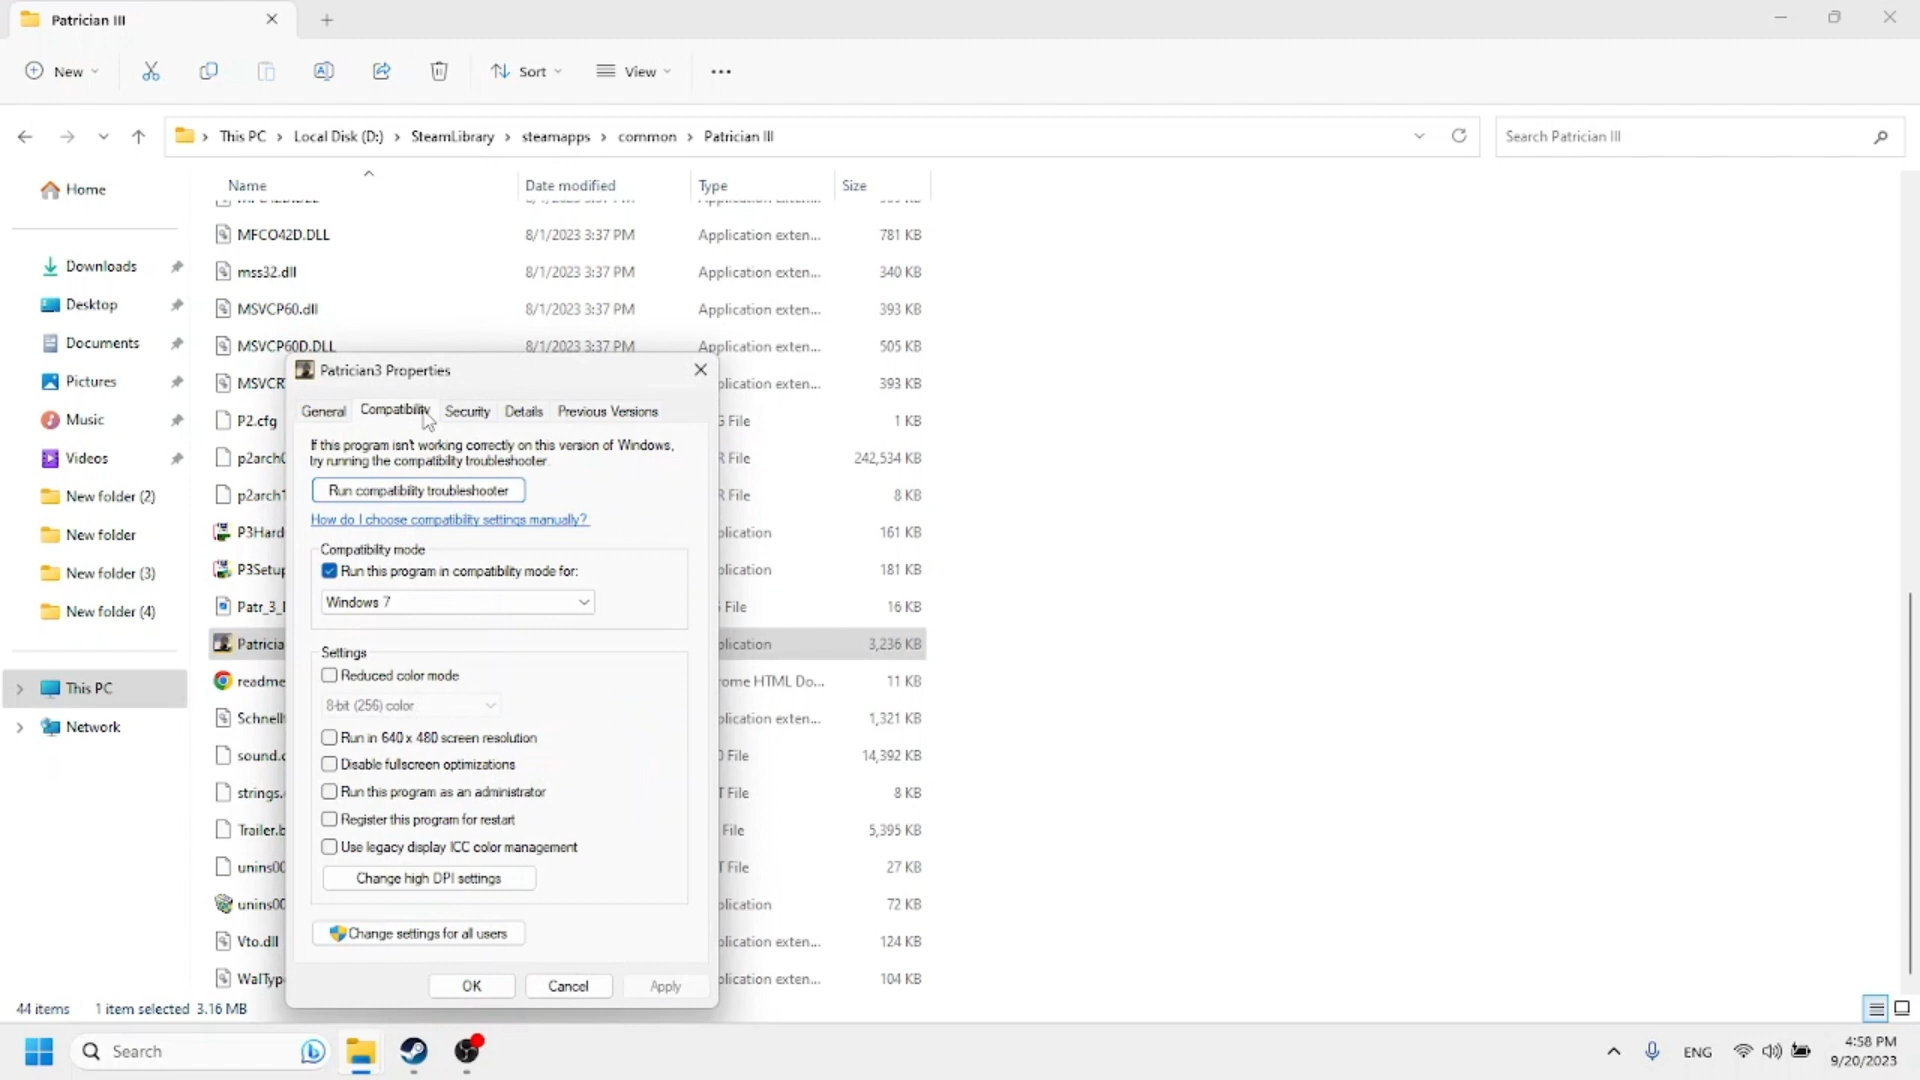 Patrician III
New
Sort
View
This PC > Local Disk (D:) > SteamLibrary > steamapps > common > Patrician III
Search Patrician III
Name Date modified Type Size
Home
Downloads
Desktop
Documents
Pictures
Music
Videos
New folder (2)
New folder
New folder (3)
New folder (4)
This PC
Network
MFCO42D.DLL 8/1/2023 3:37 PM Application exten... 781 KB
mss32.dll 8/1/2023 3:37 PM Application exten... 340 KB
MSVCP60.dll 8/1/2023 3:37 PM Application exten... 393 KB
MSVCP60D.DLL 8/1/2023 3:37 PM Application exten... 505 KB
MSVCR plication exten... 393 KB
P2.cfg G File 1 KB
p2arch R File 242,534 KB
p2arch1 R File 8 KB
P3Hard plication 161 KB
P3Setup plication 181 KB
Patr_3_ File 16 KB
Patricia plication 3,236 KB
readme ome HTML Do... 11 KB
Schnell plication exten... 1,321 KB
sound. File 14,392 KB
strings. T File 8 KB
Trailer.b File 5,395 KB
unins00 T File 27 KB
unins00 plication 72 KB
Vto.dll plication exten... 124 KB
WalTyp plication exten... 104 KB
Patrician3 Properties
General Compatibility Security Details Previous Versions
If this program isn't working correctly on this version of Windows,
try running the compatibility troubleshooter.
Run compatibility troubleshooter
How do I choose compatibility settings manually?
Compatibility mode
Run this program in compatibility mode for:
Windows 7
Settings
Reduced color mode
8-bit (256) color
Run in 640 x 480 screen resolution
Disable fullscreen optimizations
Run this program as an administrator
Register this program for restart
Use legacy display ICC color management
Change high DPI settings
Change settings for all users
OK Cancel Apply
44 items 1 item selected 3.16 MB
Search
ENG
4:58 PM
9/20/2023